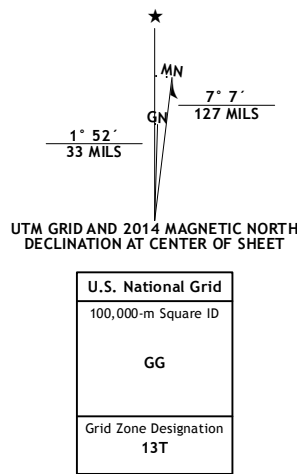 ★
MN
GN
7° 7´
127 MILS
1° 52´
33 MILS
UTM GRID AND 2014 MAGNETIC NORTH
DECLINATION AT CENTER OF SHEET
U.S. National Grid
100,000-m Square ID
GG
Grid Zone Designation
13T